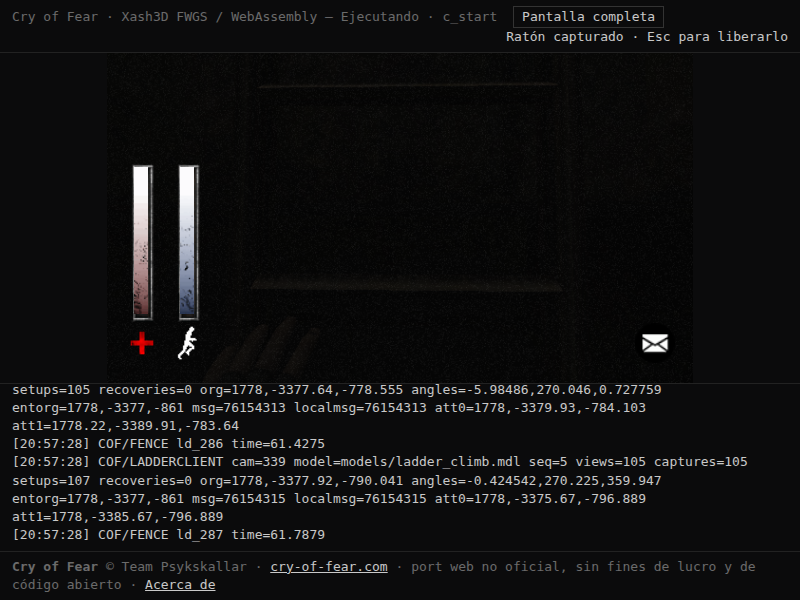 Cry of Fear · Xash3D FWGS / WebAssembly — Ejecutando · c_start Pantalla completa
Ratón capturado · Esc para liberarlo
setups=105 recoveries=0 org=1778,-3377.64,-778.555 angles=-5.98486,270.046,0.727759
entorg=1778,-3377,-861 msg=76154313 localmsg=76154313 att0=1778,-3379.93,-784.103
att1=1778.22,-3389.91,-783.64
[20:57:28] COF/FENCE ld_286 time=61.4275
[20:57:28] COF/LADDERCLIENT cam=339 model=models/ladder_climb.mdl seq=5 views=105 captures=105
setups=107 recoveries=0 org=1778,-3377.92,-790.041 angles=-0.424542,270.225,359.947
entorg=1778,-3377,-861 msg=76154315 localmsg=76154315 att0=1778,-3375.67,-796.889
att1=1778,-3385.67,-796.889
[20:57:28] COF/FENCE ld_287 time=61.7879
Cry of Fear © Team Psykskallar · cry-of-fear.com · port web no oficial, sin fines de lucro y de
código abierto · Acerca de